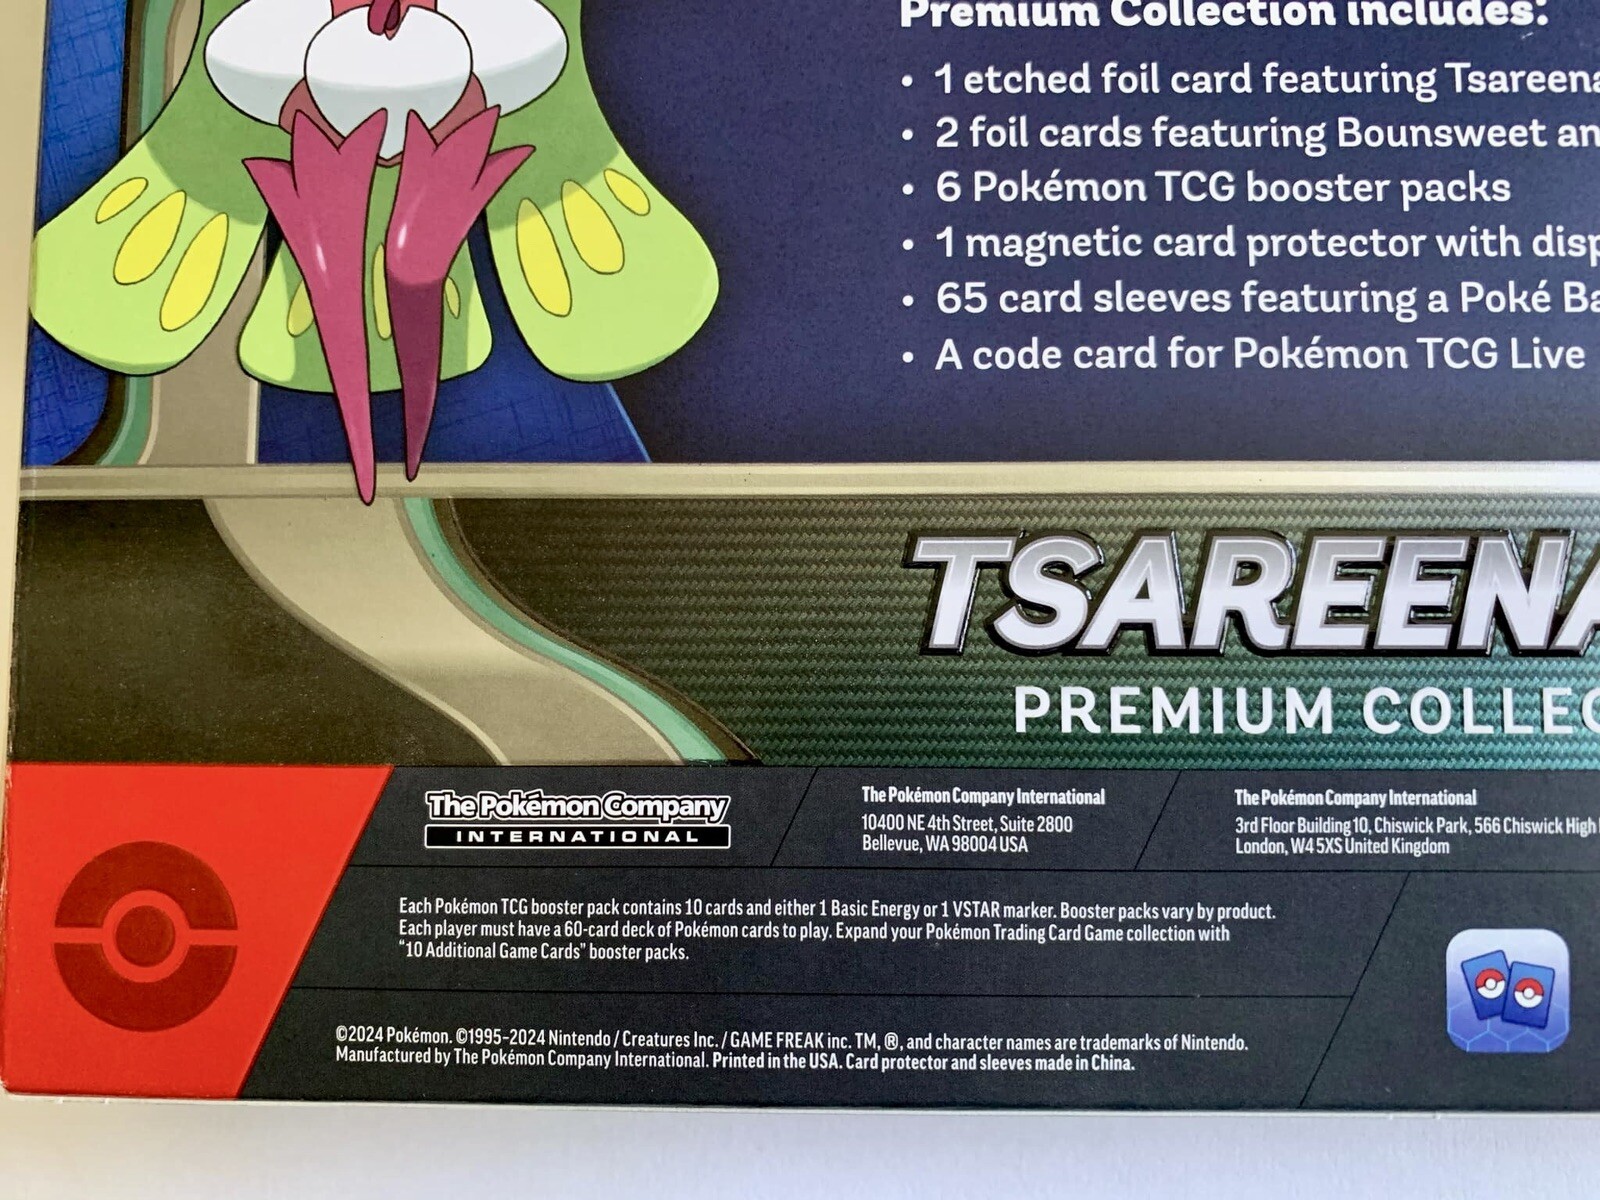 Premium Collection includes:
• 1 etched foil card featuring Tsareena
• 2 foil cards featuring Bounsweet
• 6 Pokémon TCG booster packs
• 1 magnetic card protector with
• 65 card sleeves featuring a Poké
• A code card for Pokémon TCG Live
TSAREENA
PREMIUM
The Pokémon Company
INTERNATIONAL
The Pokémon Company International
10400 NE 4th Street, Suite 2800
Bellevue, WA 98004 USA
The Pokémon Company International
3rd Floor Building 10, Chiswick Park, 566 Chiswick High
London, W4 5XS United Kingdom
Each Pokémon TCG booster pack contains 10 cards and either 1 Basic Energy or 1 VSTAR marker. Booster packs vary by product.
Each player must have a 60-card deck of Pokémon cards to play. Expand your Pokémon Trading Card Game collection with
“10 Additional Game Cards” booster packs.
©2024 Pokémon. ©1995–2024 Nintendo / Creatures Inc. / GAME FREAK inc. TM, ®, and character names are trademarks of Nintendo.
Manufactured by The Pokémon Company International. Printed in the USA. Card protector and sleeves made in China.